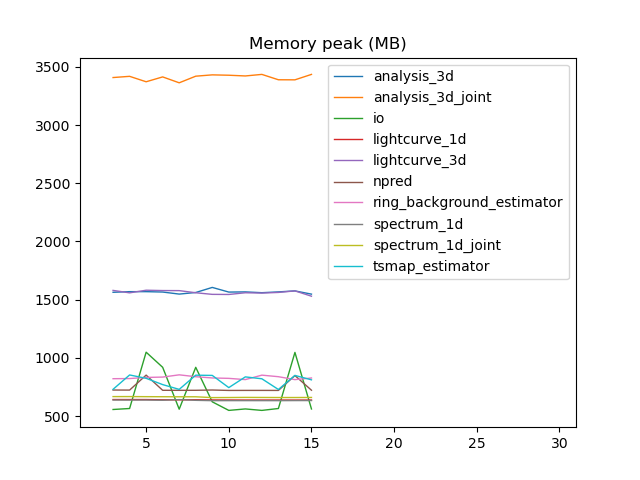 Memory peak (MB)
3500
3000
2500
2000
1500
1000
500
5
10
15
20
25
30
analysis_3d
analysis_3d_joint
io
lightcurve_1d
lightcurve_3d
npred
ring_background_estimator
spectrum_1d
spectrum_1d_joint
tsmap_estimator